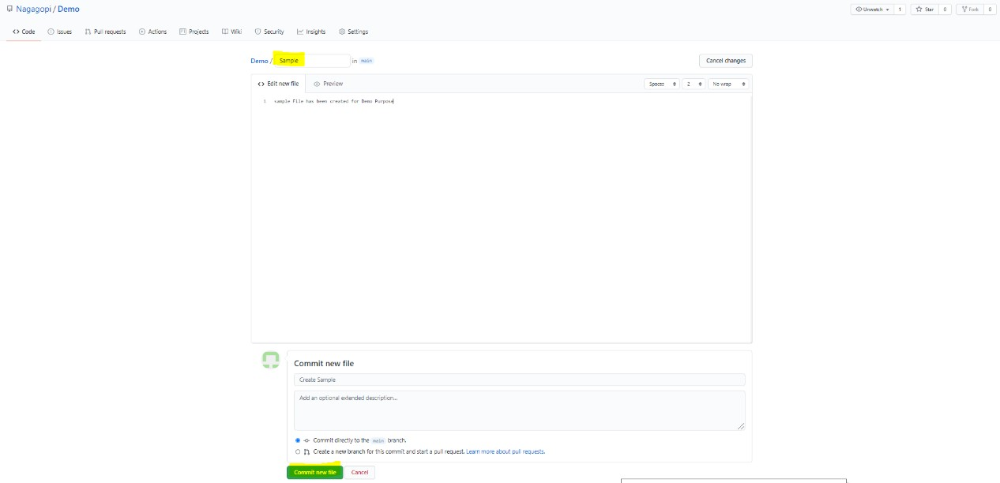 Nagagopi / Demo Unwatch 1 Star 0 Fork 0
Code Issues Pull requests Actions Projects Wiki Security Insights Settings
Demo / Sample in main Cancel changes
Edit new file Preview Spaces 2 No wrap
1 sample File has been created for Demo Purpose
Commit new file
Create Sample
Add an optional extended description...
Commit directly to the main branch.
Create a new branch for this commit and start a pull request. Learn more about pull requests.
Commit new file Cancel